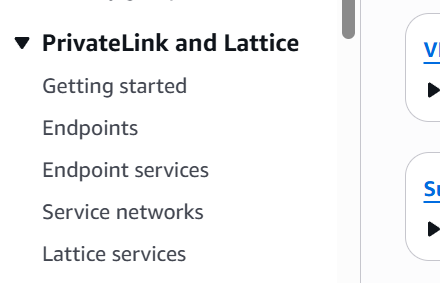 PrivateLink and Lattice
Getting started
Endpoints
Endpoint services
Service networks
Lattice services